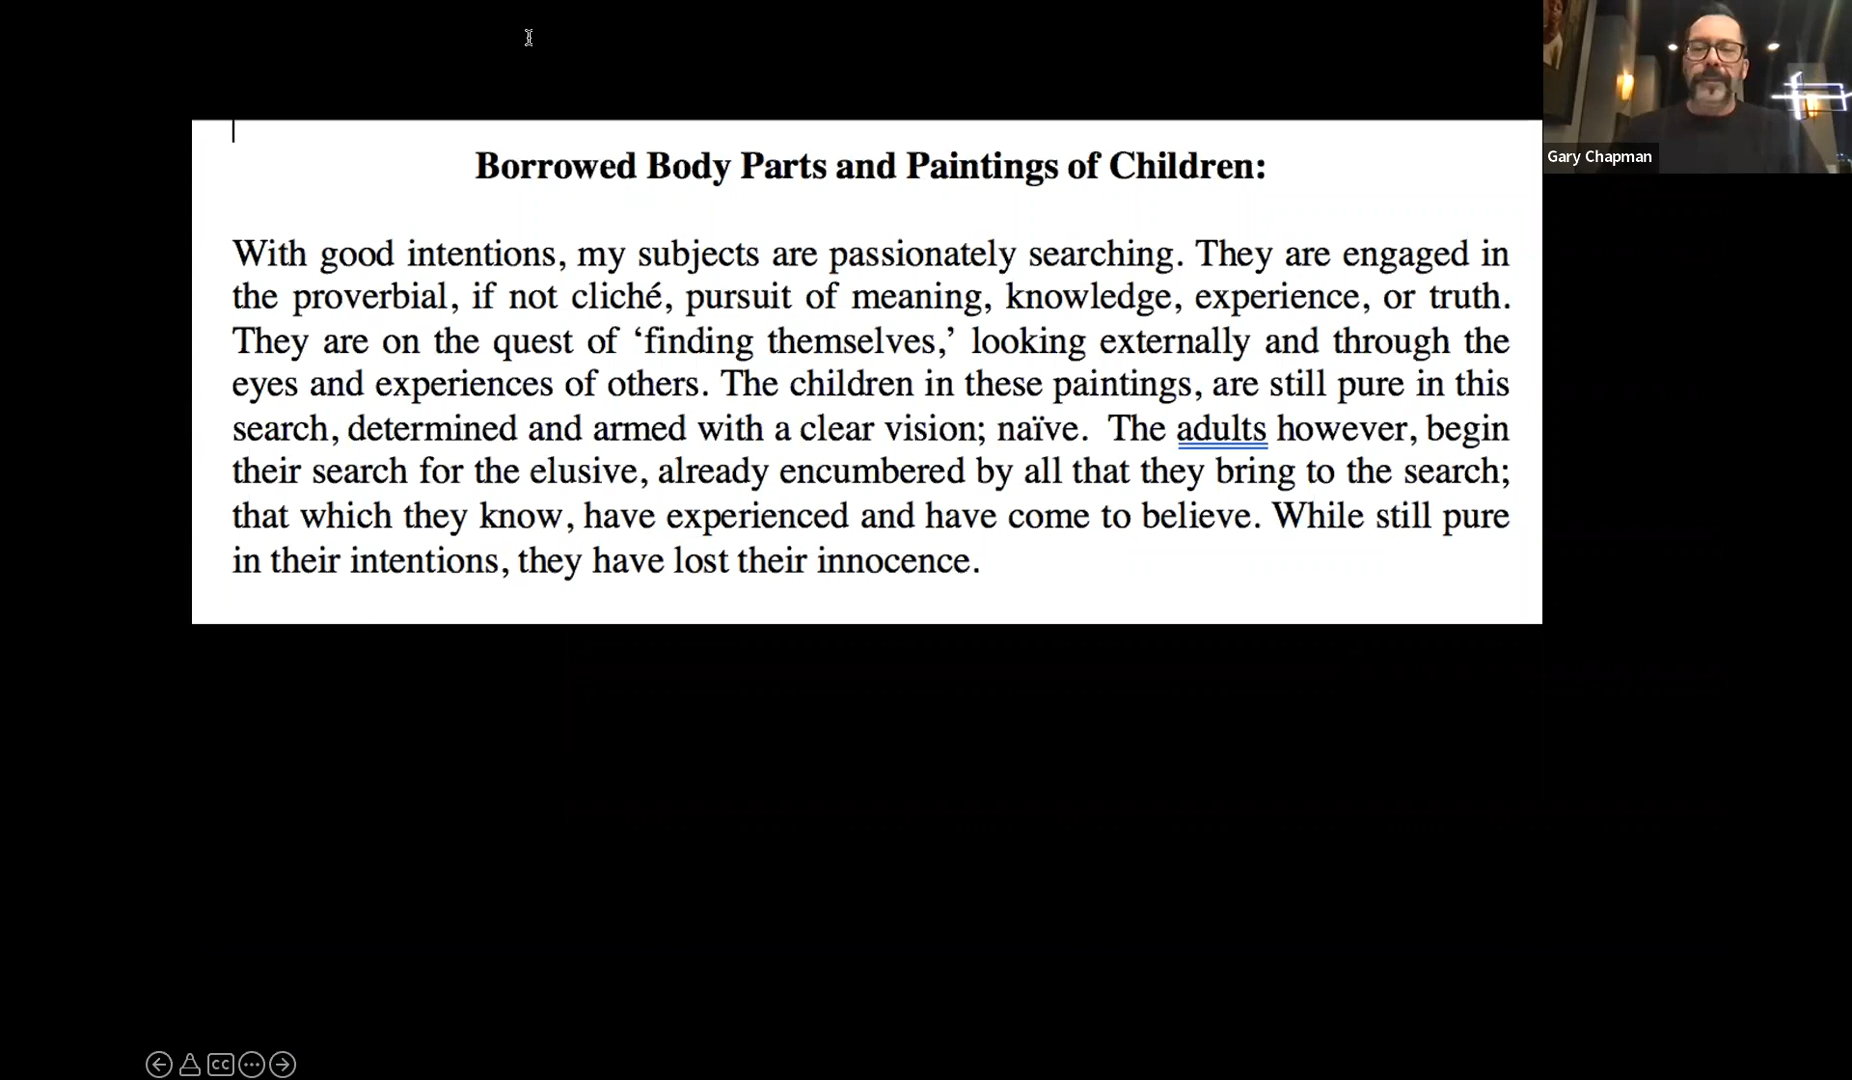 Borrowed Body Parts and Paintings of Children:
With good intentions, my subjects are passionately searching. They are engaged in
the proverbial, if not cliché, pursuit of meaning, knowledge, experience, or truth.
They are on the quest of ‘finding themselves,’ looking externally and through the
eyes and experiences of others. The children in these paintings, are still pure in this
search, determined and armed with a clear vision; naïve.  The adults however, begin
their search for the elusive, already encumbered by all that they bring to the search;
that which they know, have experienced and have come to believe. While still pure
in their intentions, they have lost their innocence.
Gary Chapman
CC